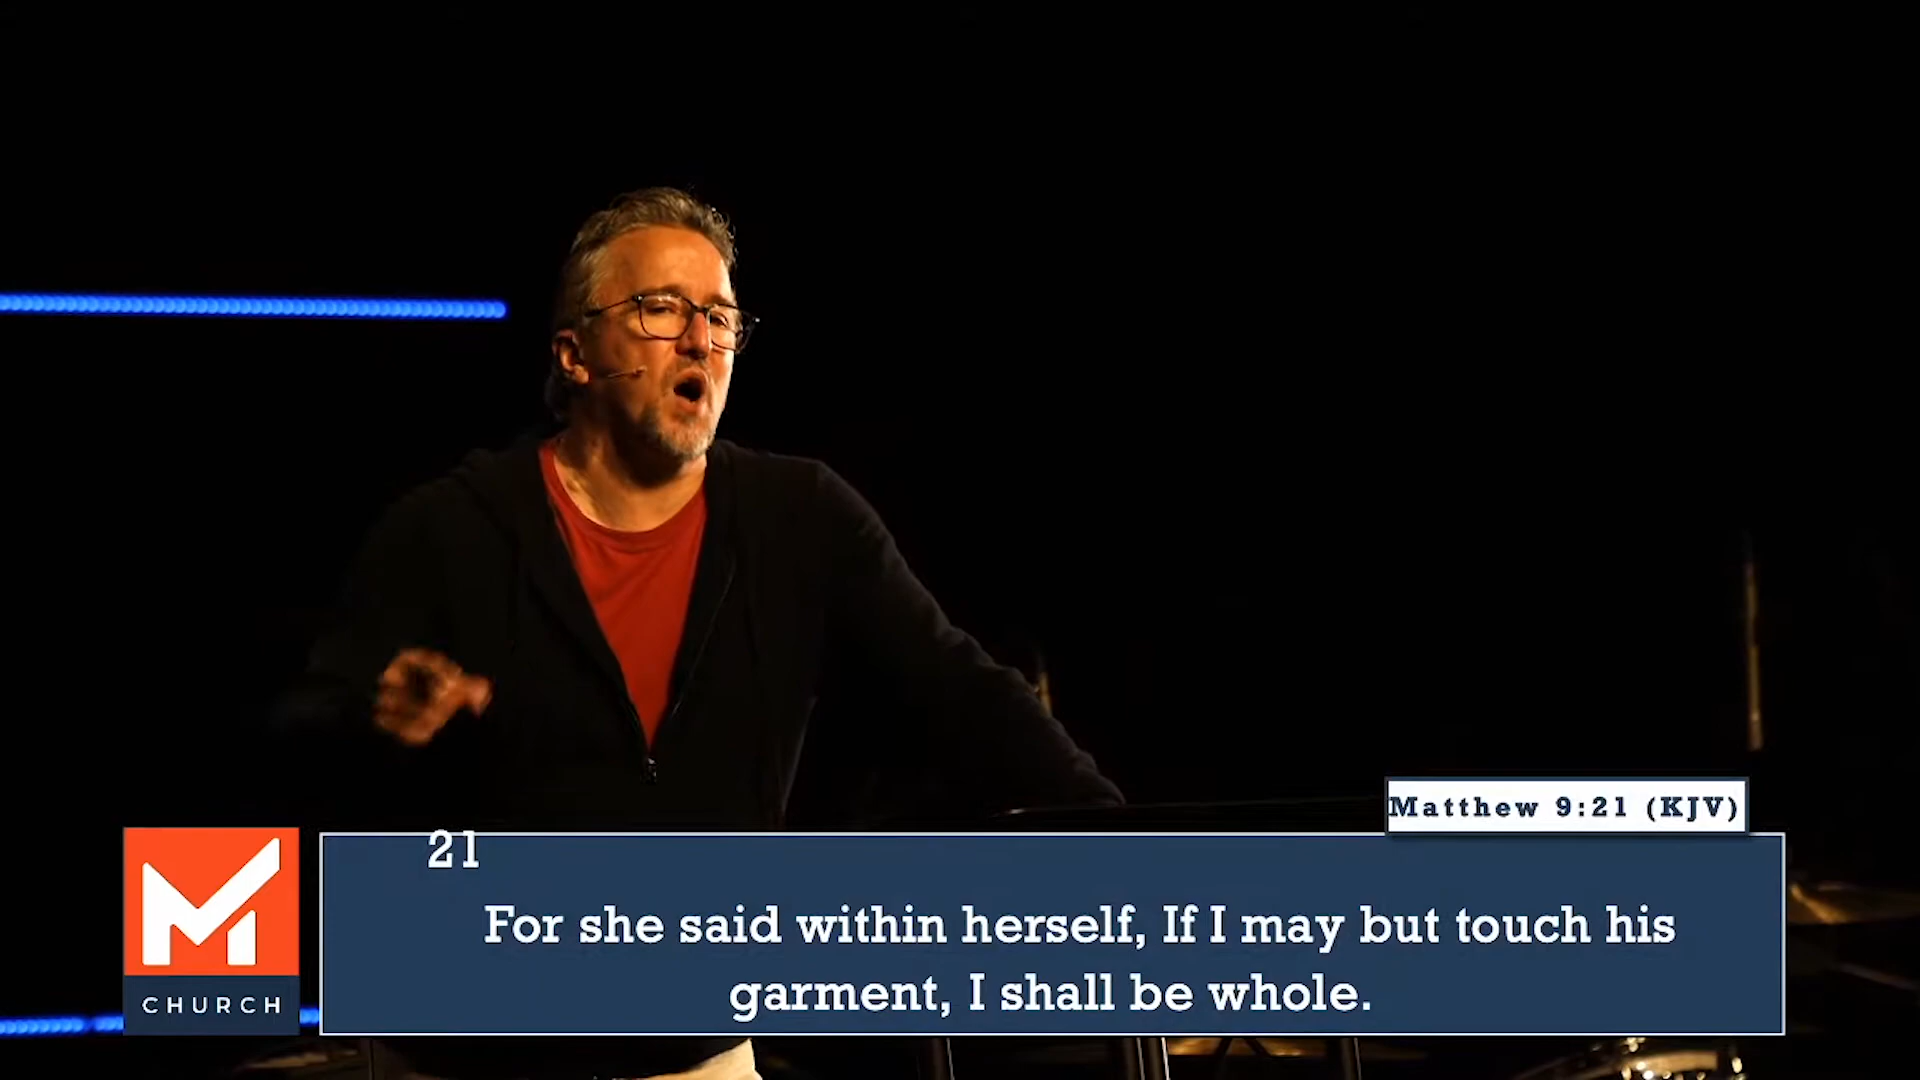 Matthew 9:21 (KJV)
21
For she said within herself, If I may but touch his
garment, I shall be whole.
M
CHURCH